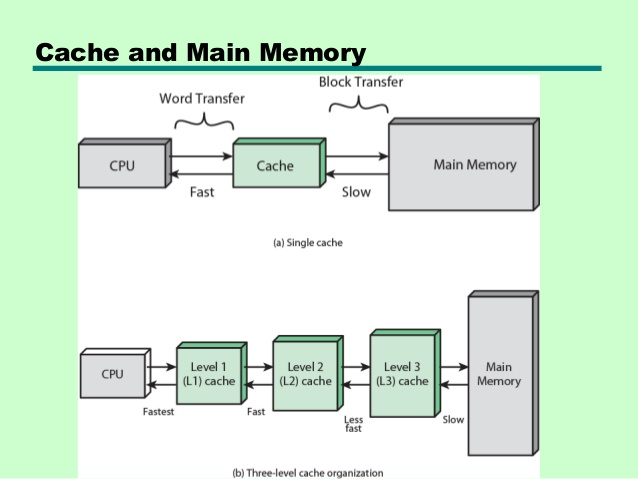 Cache and Main Memory
Block Transfer
Word Transfer
CPU
Cache
Main Memory
Fast
Slow
(a) Single cache
CPU
Level 1
(L1) cache
Level 2
(L2) cache
Level 3
(L3) cache
Main
Memory
Fastest
Fast
Less
fast
Slow
(b) Three-level cache organization